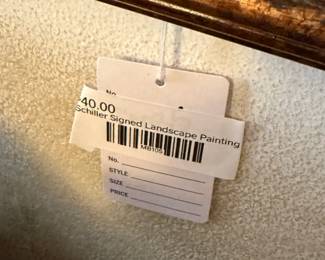 No.
40.00
Schiller Signed Landscape Painting
No.
STYLE
SIZE
PRICE